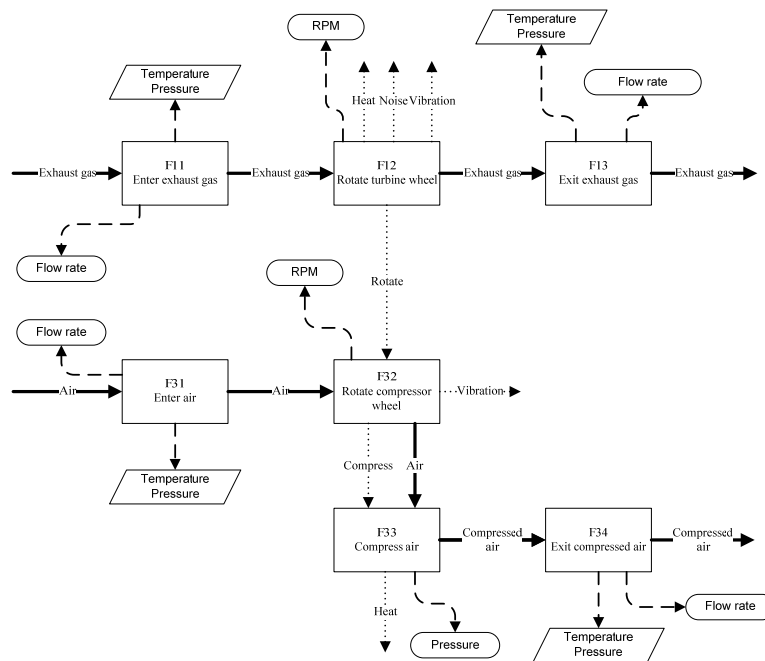 RPM
Temperature
Pressure
Temperature
Pressure
Flow rate
Heat
Noise
Vibration
Exhaust gas
F11
Enter exhaust gas
Exhaust gas
F12
Rotate turbine wheel
Exhaust gas
F13
Exit exhaust gas
Exhaust gas
Flow rate
RPM
Rotate
Flow rate
Air
F31
Enter air
Air
F32
Rotate compressor
wheel
Vibration
Temperature
Pressure
Compress
Air
F33
Compress air
Compressed
air
F34
Exit compressed air
Compressed
air
Heat
Pressure
Flow rate
Temperature
Pressure